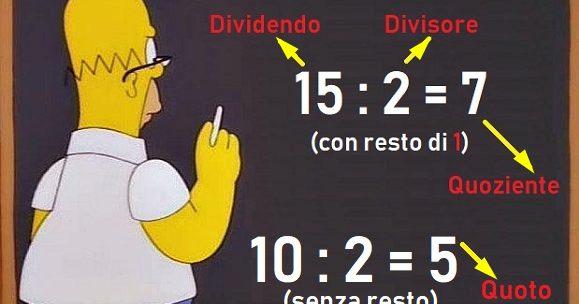 Dividendo Divisore
15 : 2 = 7
(con resto di 1)
Quoziente
10 : 2 = 5
Quoto
(senza resto)